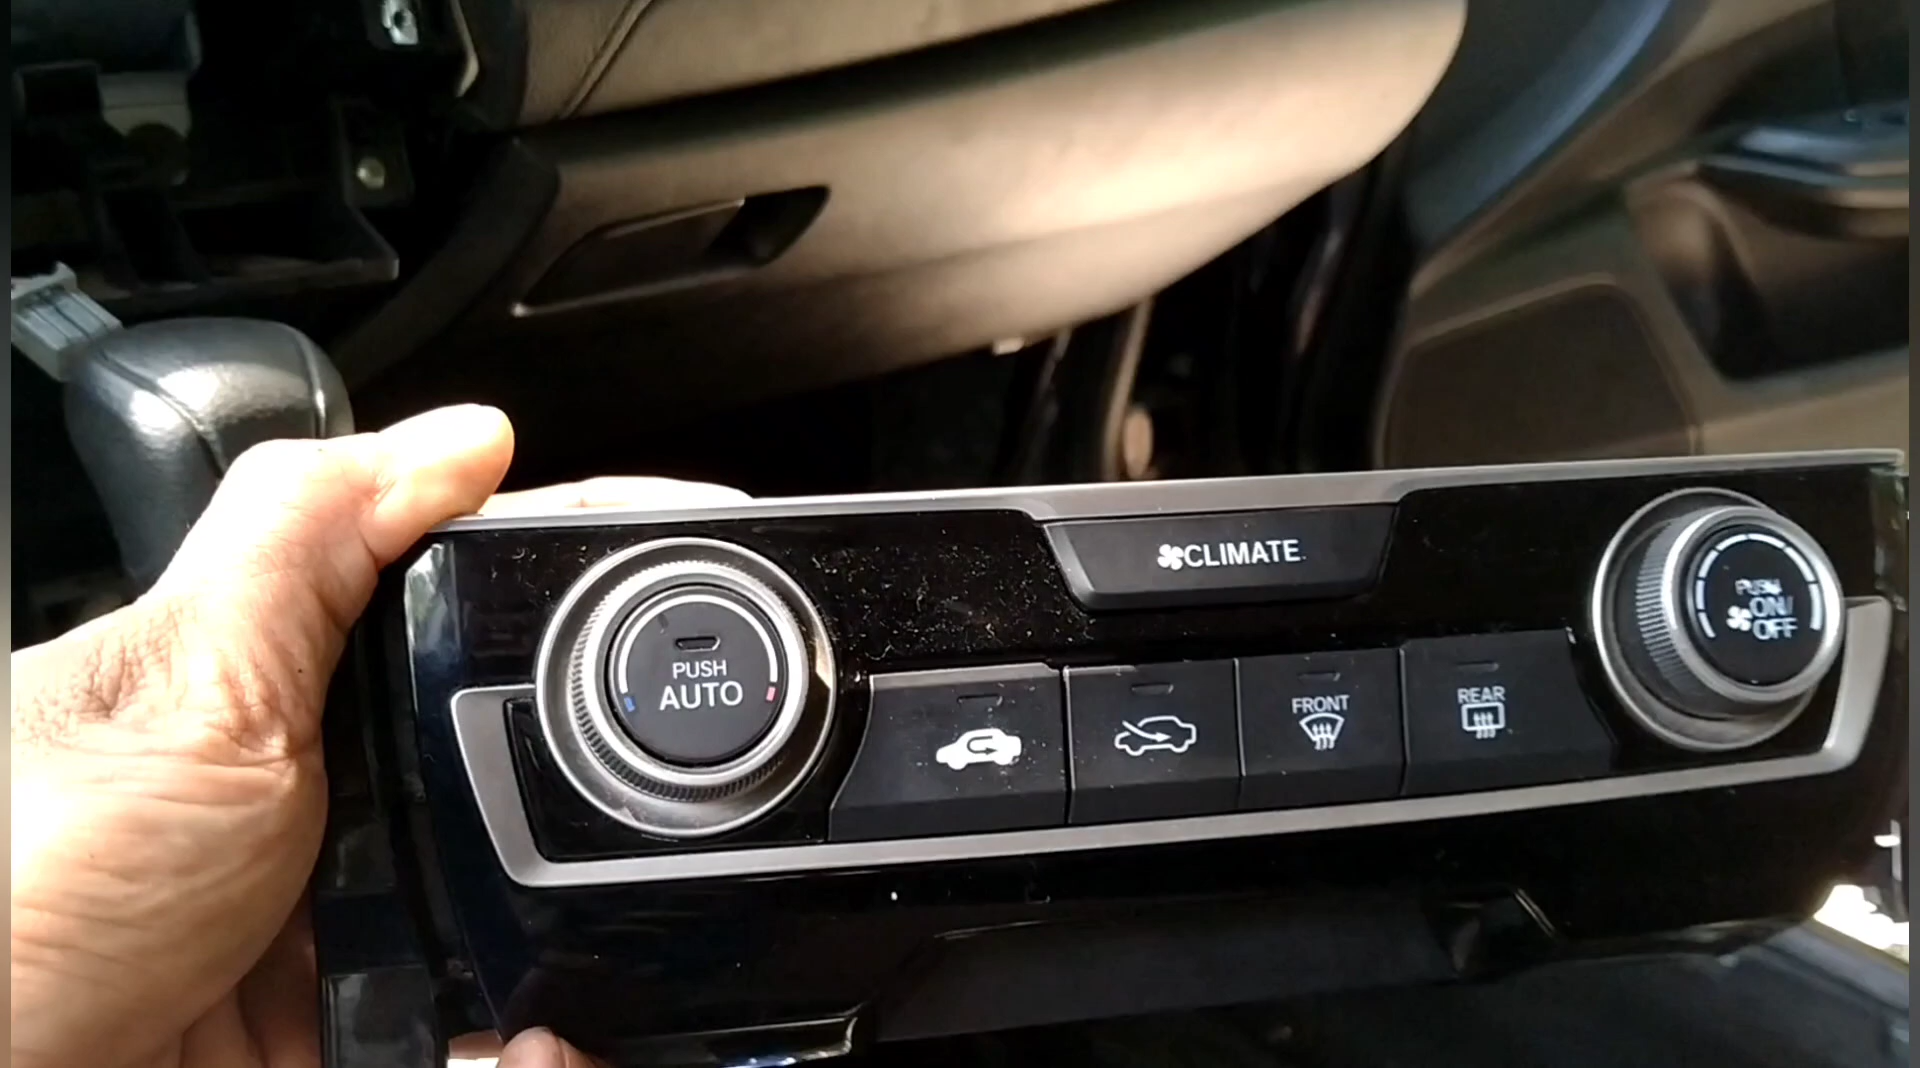 CLIMATE
PUSH
AUTO
FRONT
REAR
PUSH
ON/
OFF